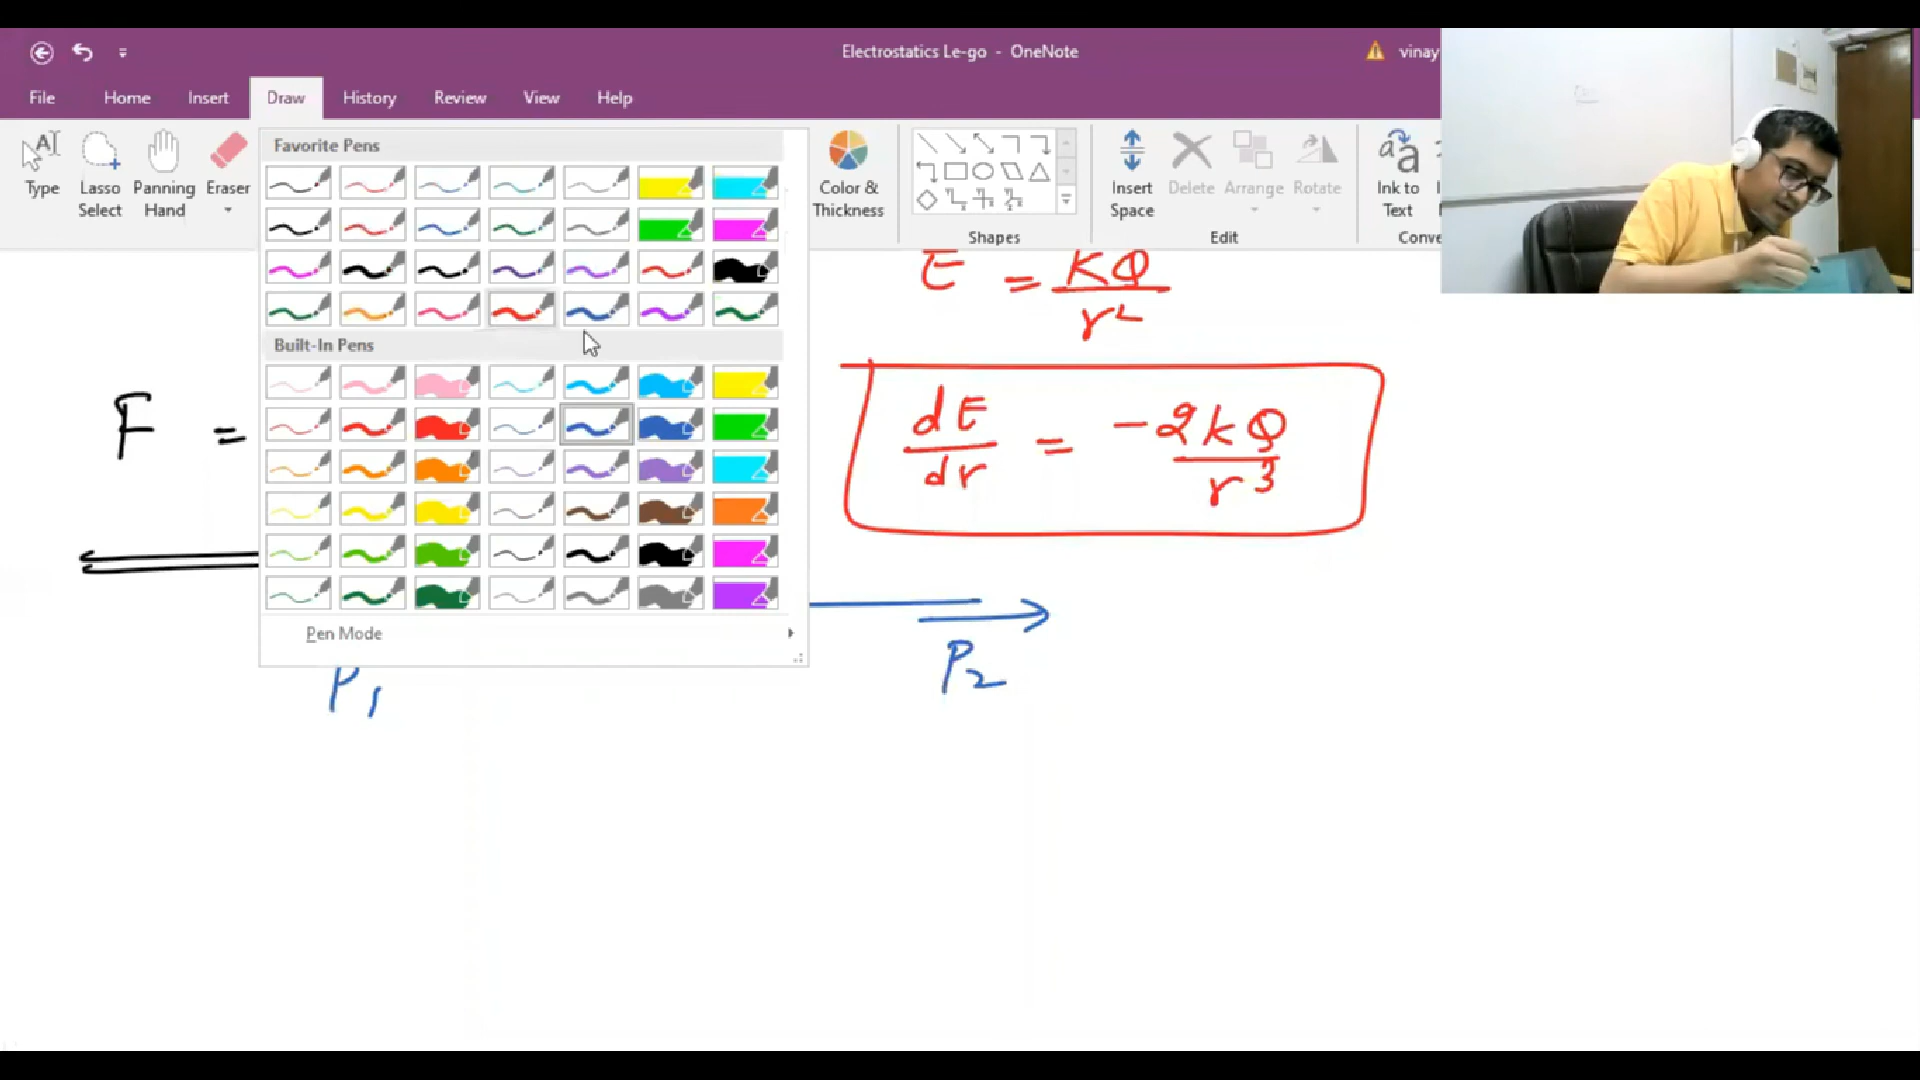 Electrostatics Le-go - OneNote
vinay
File Home Insert Draw History Review View Help
Type
Lasso Select
Panning Hand
Eraser
Favorite Pens
Built-In Pens
Pen Mode
Color & Thickness
Shapes
Insert Space
Delete
Arrange
Rotate
Edit
Ink to Text
Conve
E = KQ / r²
F =
dE / dr = -2KQ / r³
P₁
P₂